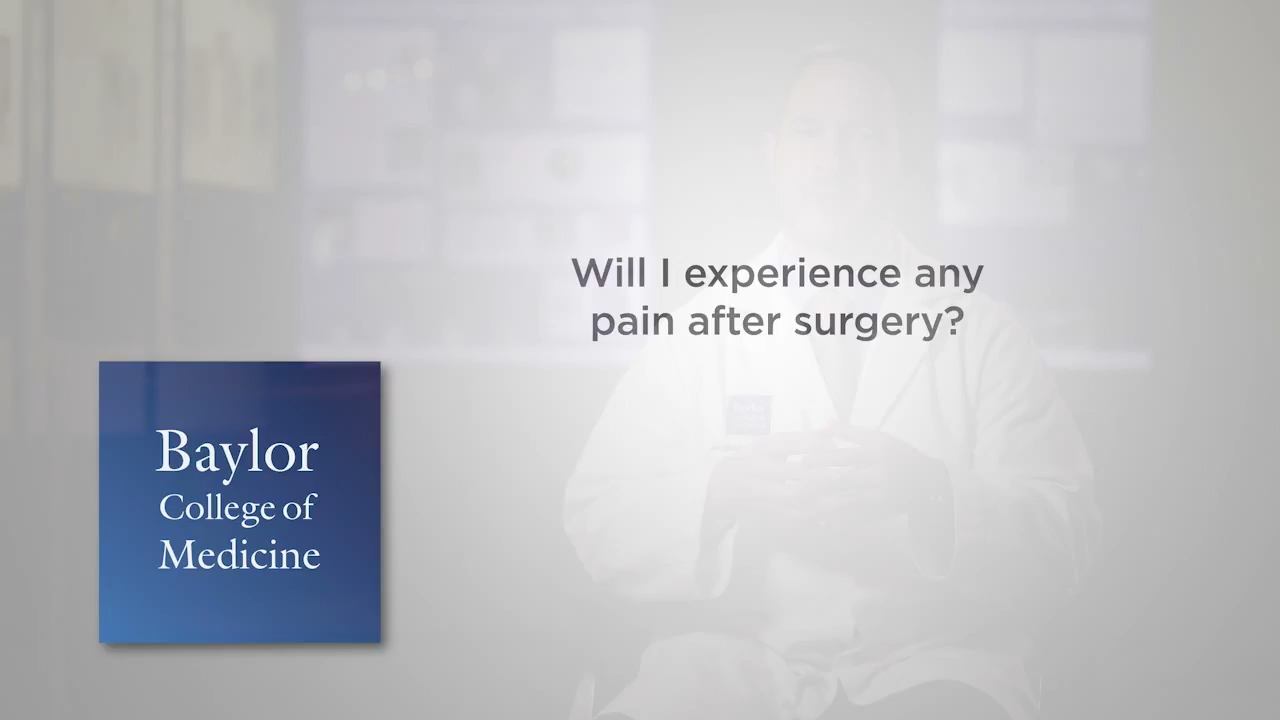 Will I experience any
pain after surgery?
Baylor
College of
Medicine